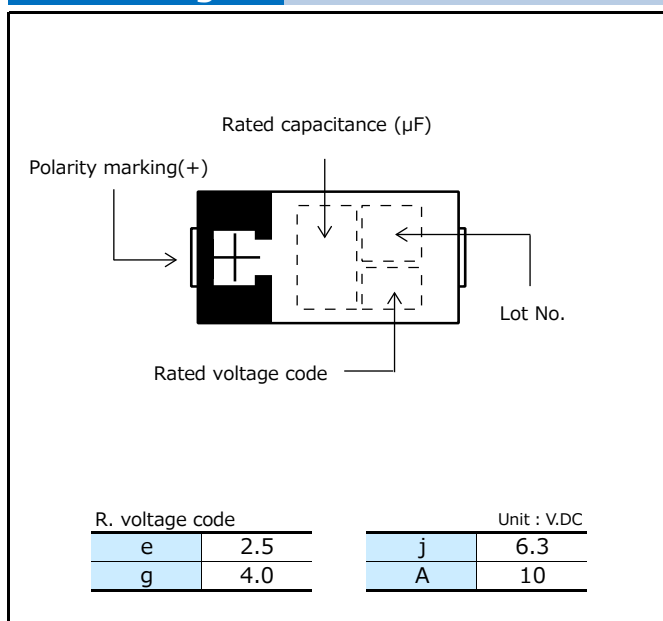 Rated capacitance (μF)
Polarity marking(+)
Lot No.
Rated voltage code
R. voltage code
Unit : V.DC
e 2.5 j 6.3
g 4.0 A 10